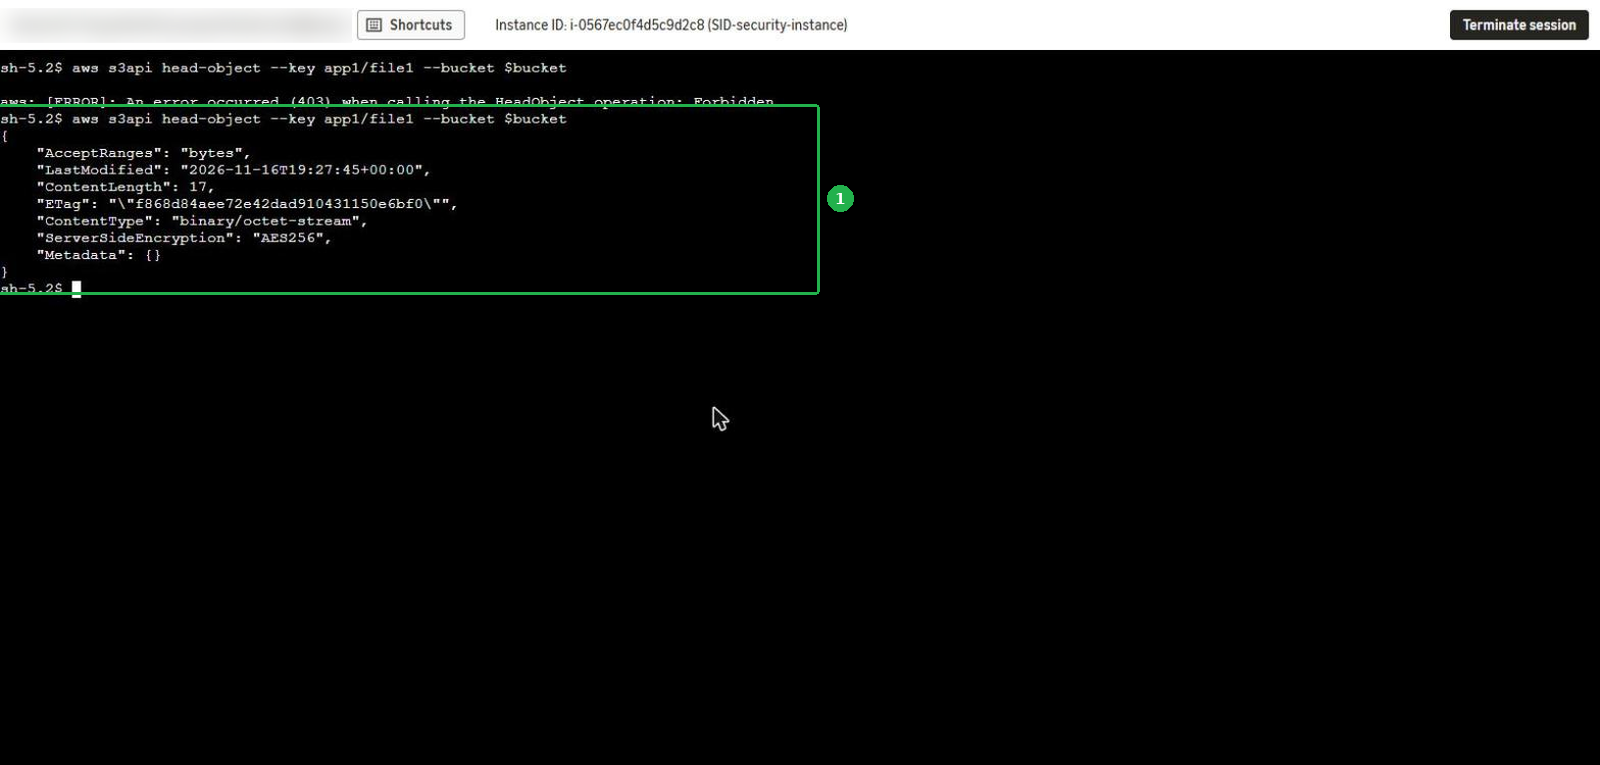 Shortcuts
Instance ID: i-0567ec0f4d5c9d2c8 (SID-security-instance)
Terminate session
sh-5.2$ aws s3api head-object --key app1/file1 --bucket $bucket
aws: [ERROR]: An error occurred (403) when calling the HeadObject operation: Forbidden
sh-5.2$ aws s3api head-object --key app1/file1 --bucket $bucket
{
    "AcceptRanges": "bytes",
    "LastModified": "2026-11-16T19:27:45+00:00",
    "ContentLength": 17,
    "ETag": "\"f868d84aee72e42dad910431150e6bf0\"",
    "ContentType": "binary/octet-stream",
    "ServerSideEncryption": "AES256",
    "Metadata": {}
}
sh-5.2$
1